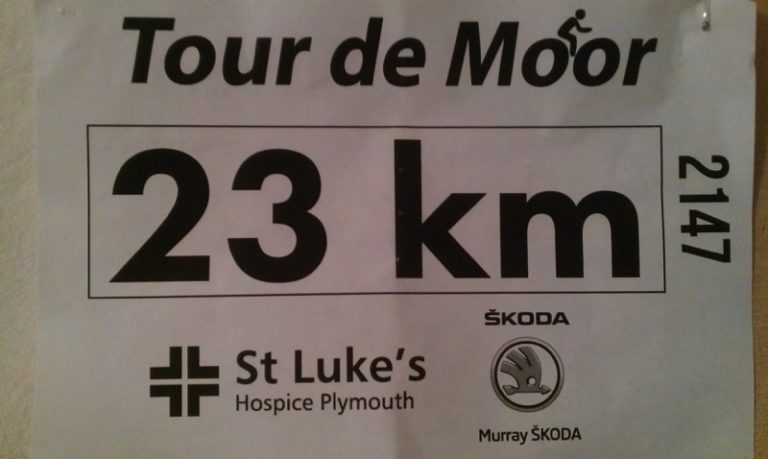 Tour de Moor
23 km
2147
St Luke's
Hospice Plymouth
ŠKODA
Murray ŠKODA